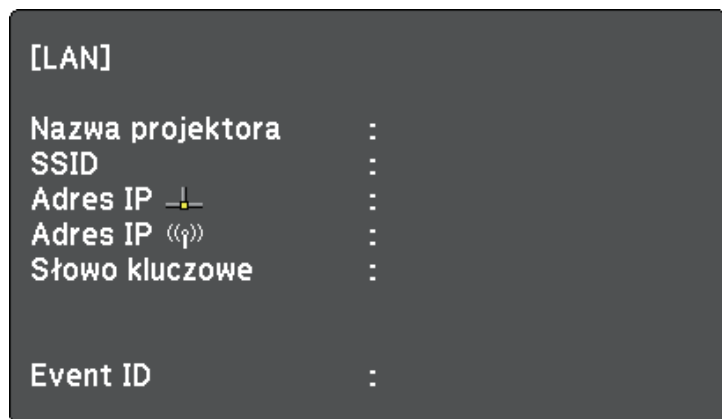 [LAN]
Nazwa projektora :
SSID :
Adres IP :
Adres IP :
Słowo kluczowe :
Event ID :